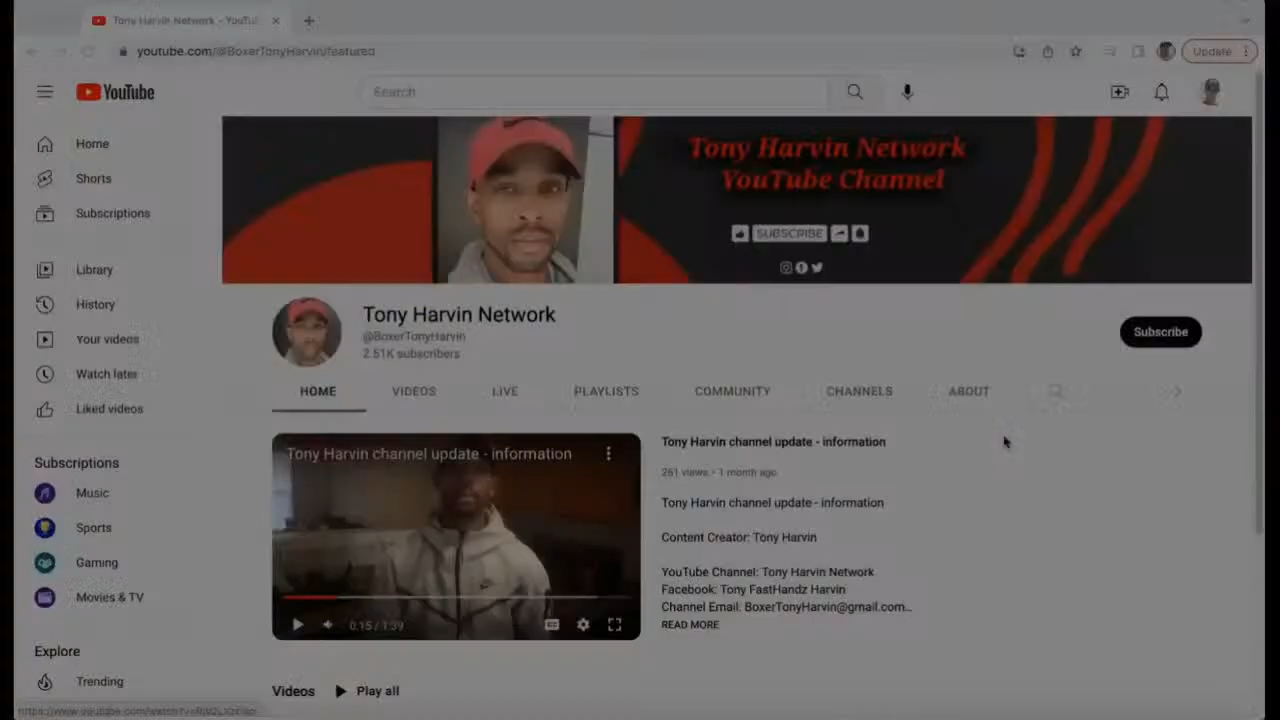 Tony Harvin Network - YouTu
youtube.com/@BoxerTonyHarvin/featured
Update
YouTube
Search
Home
Shorts
Subscriptions
Library
History
Your videos
Watch later
Liked videos
Subscriptions
Music
Sports
Gaming
Movies & TV
Explore
Trending
Tony Harvin Network
YouTube Channel
SUBSCRIBE
Tony Harvin Network
@BoxerTonyHarvin
2.51K subscribers
Subscribe
HOME VIDEOS LIVE PLAYLISTS COMMUNITY CHANNELS ABOUT
Tony Harvin channel update - information
0:15 / 1:39
Tony Harvin channel update - information
261 views • 1 month ago
Tony Harvin channel update - information
Content Creator: Tony Harvin
YouTube Channel: Tony Harvin Network
Facebook: Tony FastHandz Harvin
Channel Email: BoxerTonyHarvin@gmail.com...
READ MORE
Videos Play all